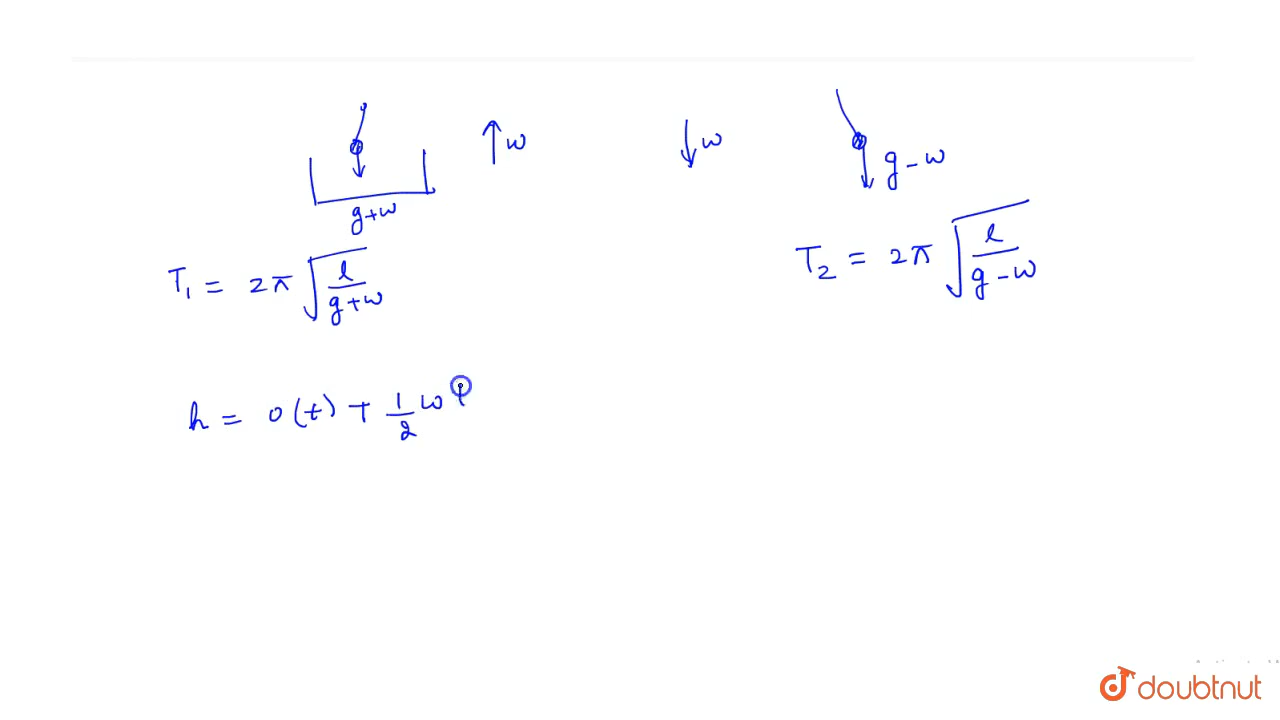 ↑w
↓w
g-w
g+w
T₁ = 2π√(l/(g+w))
T₂ = 2π√(l/(g-w))
h = 0(t) + 1/2 w
doubtnut